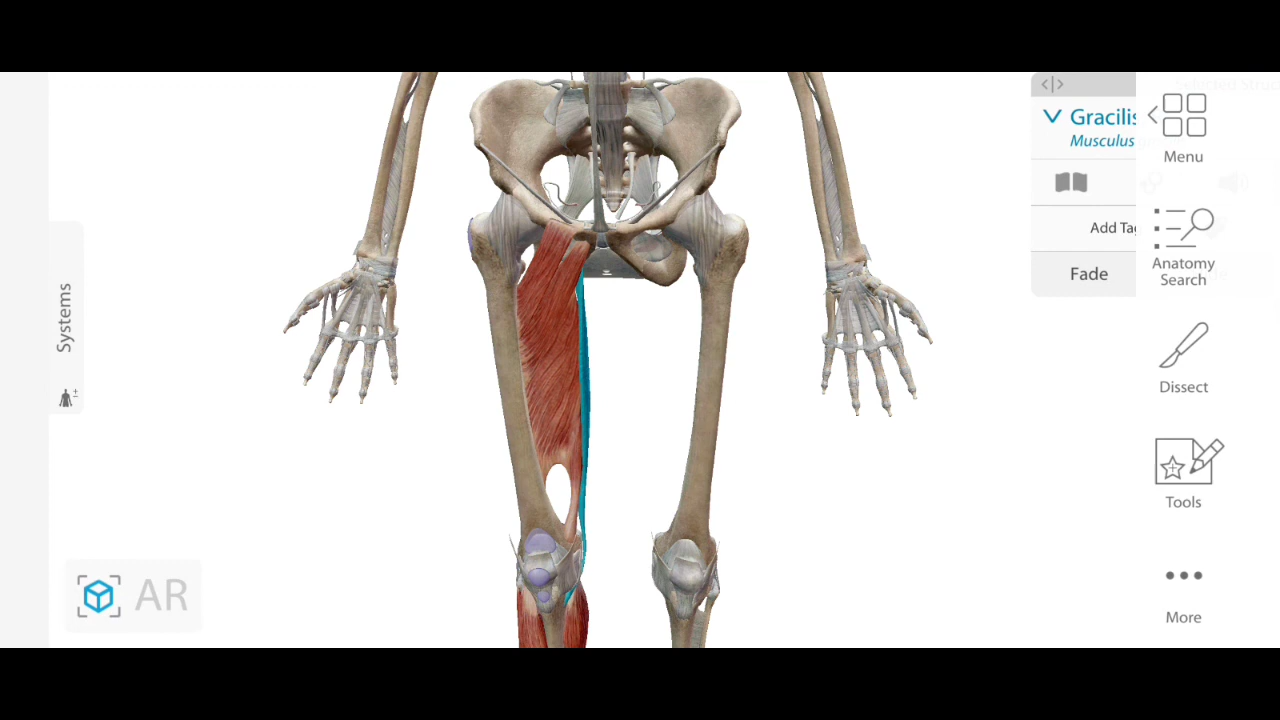 Systems
AR
Gracilis
Musculus
Add Tag
Fade
Menu
Anatomy
Search
Dissect
Tools
More